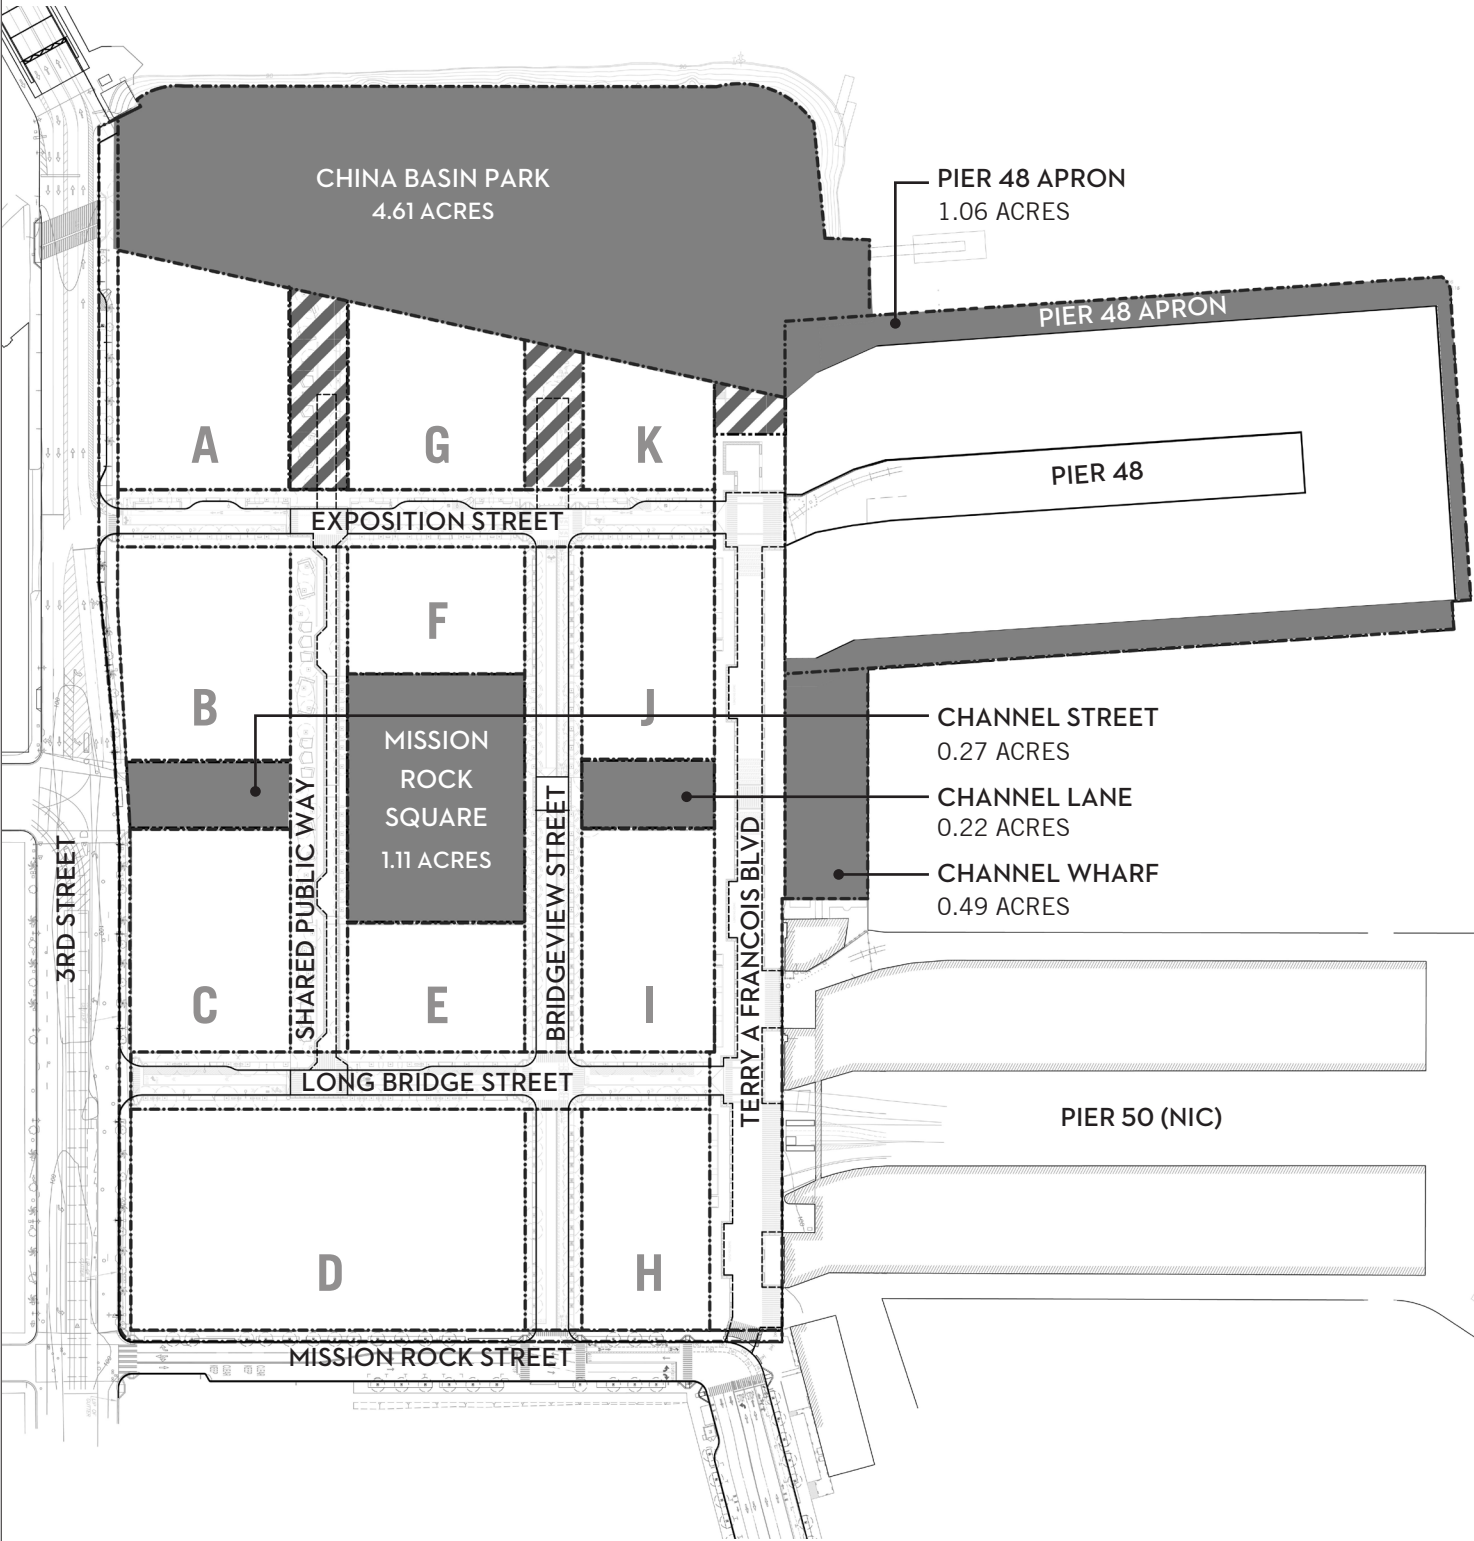 CHINA BASIN PARK
4.61 ACRES
PIER 48 APRON
1.06 ACRES
PIER 48 APRON
A
G
K
PIER 48
EXPOSITION STREET
F
B
J
CHANNEL STREET
0.27 ACRES
MISSION
ROCK
SQUARE
1.11 ACRES
CHANNEL LANE
0.22 ACRES
CHANNEL WHARF
0.49 ACRES
3RD STREET
SHARED PUBLIC WAY
BRIDGEVIEW STREET
TERRY A FRANCOIS BLVD
C
E
I
LONG BRIDGE STREET
PIER 50 (NIC)
D
H
MISSION ROCK STREET